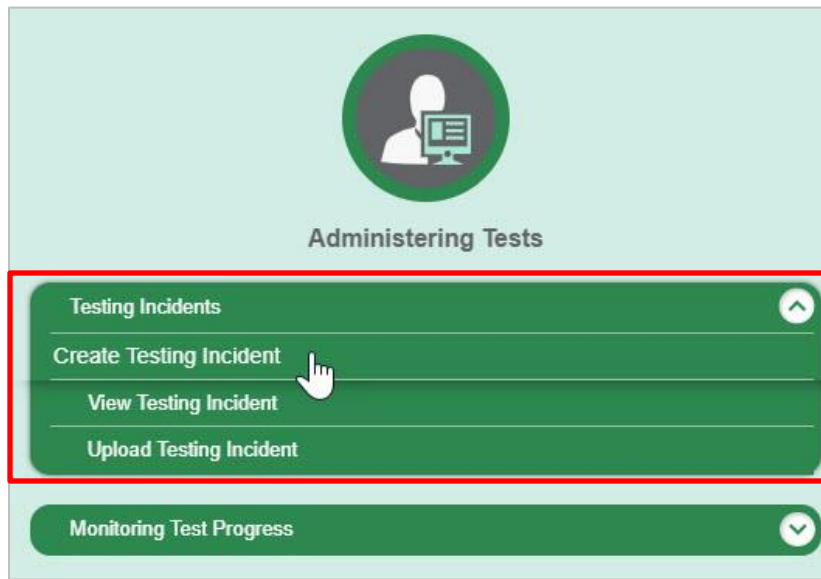 Administering Tests
Testing Incidents
Create Testing Incident
View Testing Incident
Upload Testing Incident
Monitoring Test Progress